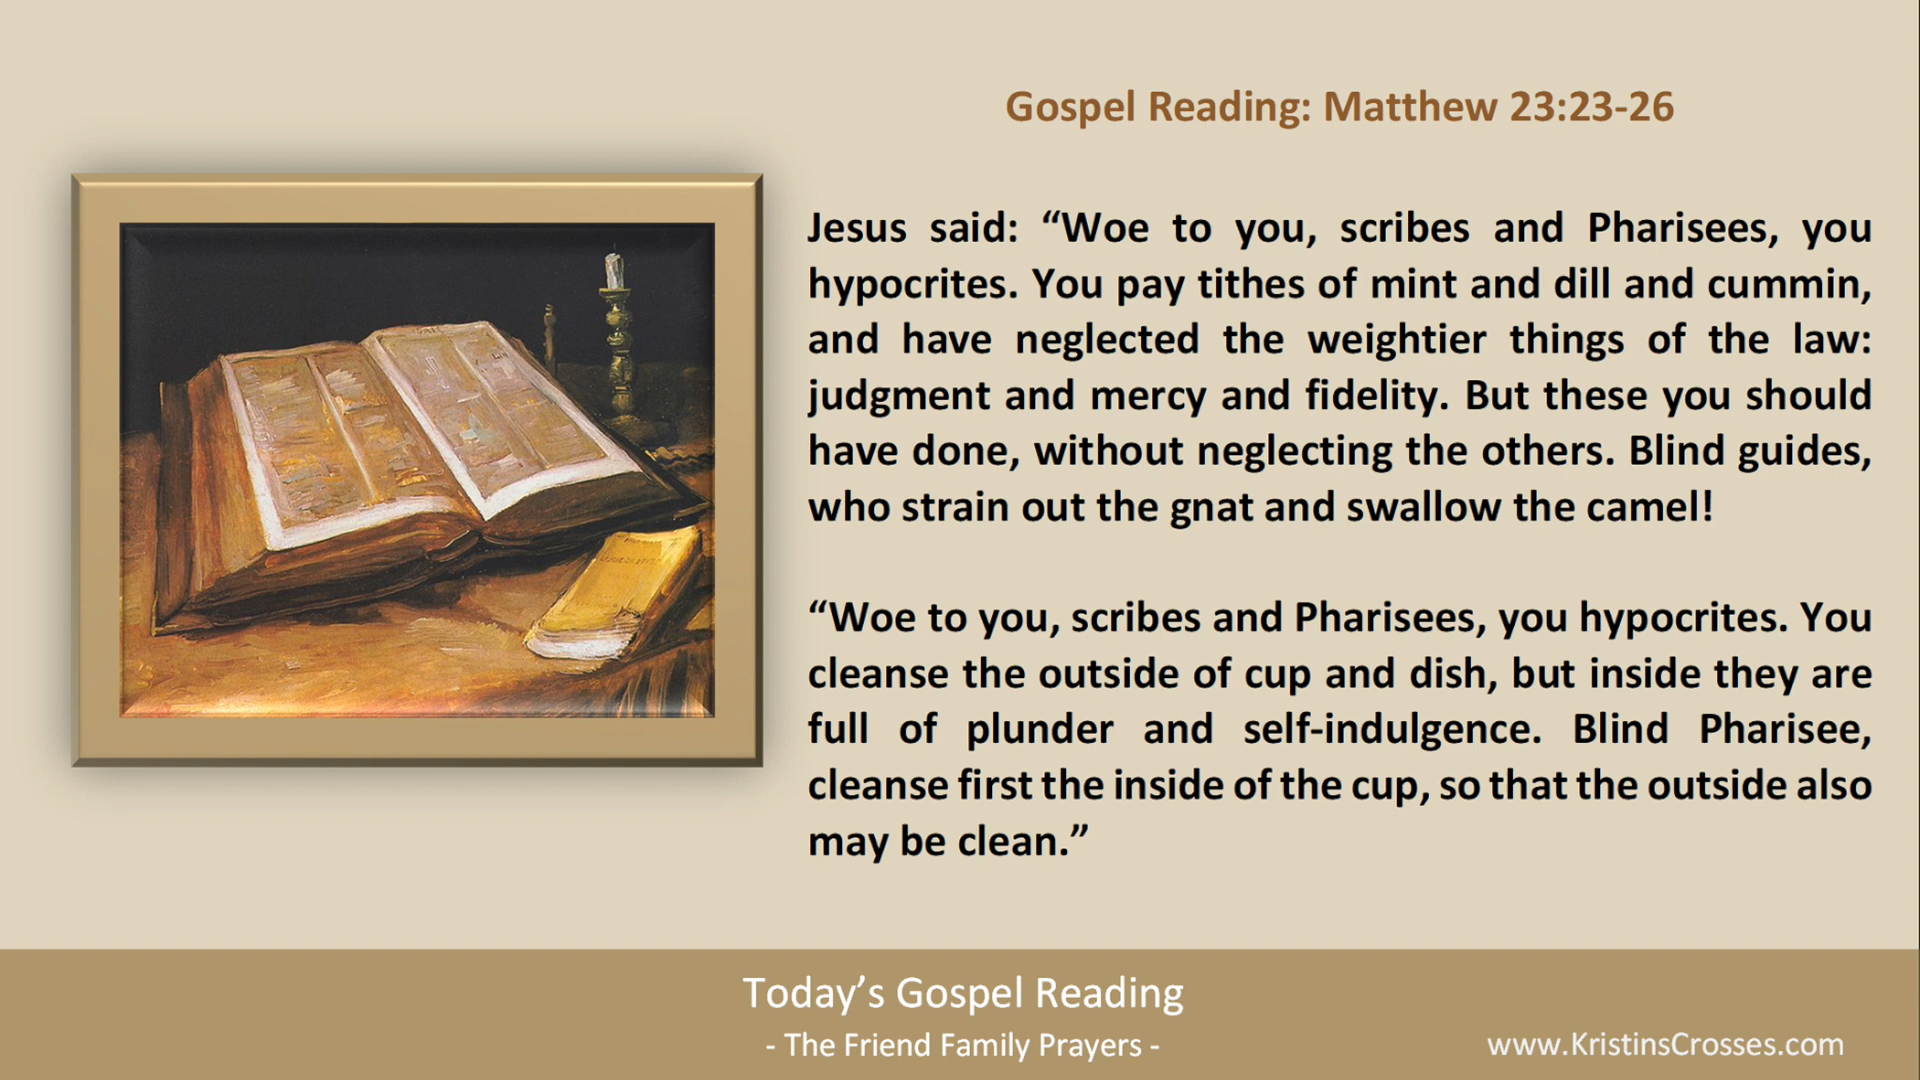 Gospel Reading: Matthew 23:23-26
Jesus said: “Woe to you, scribes and Pharisees, you
hypocrites. You pay tithes of mint and dill and cummin,
and have neglected the weightier things of the law:
judgment and mercy and fidelity. But these you should
have done, without neglecting the others. Blind guides,
who strain out the gnat and swallow the camel!
“Woe to you, scribes and Pharisees, you hypocrites. You
cleanse the outside of cup and dish, but inside they are
full of plunder and self-indulgence. Blind Pharisee,
cleanse first the inside of the cup, so that the outside also
may be clean.”
Today’s Gospel Reading
- The Friend Family Prayers -
www.KristinsCrosses.com